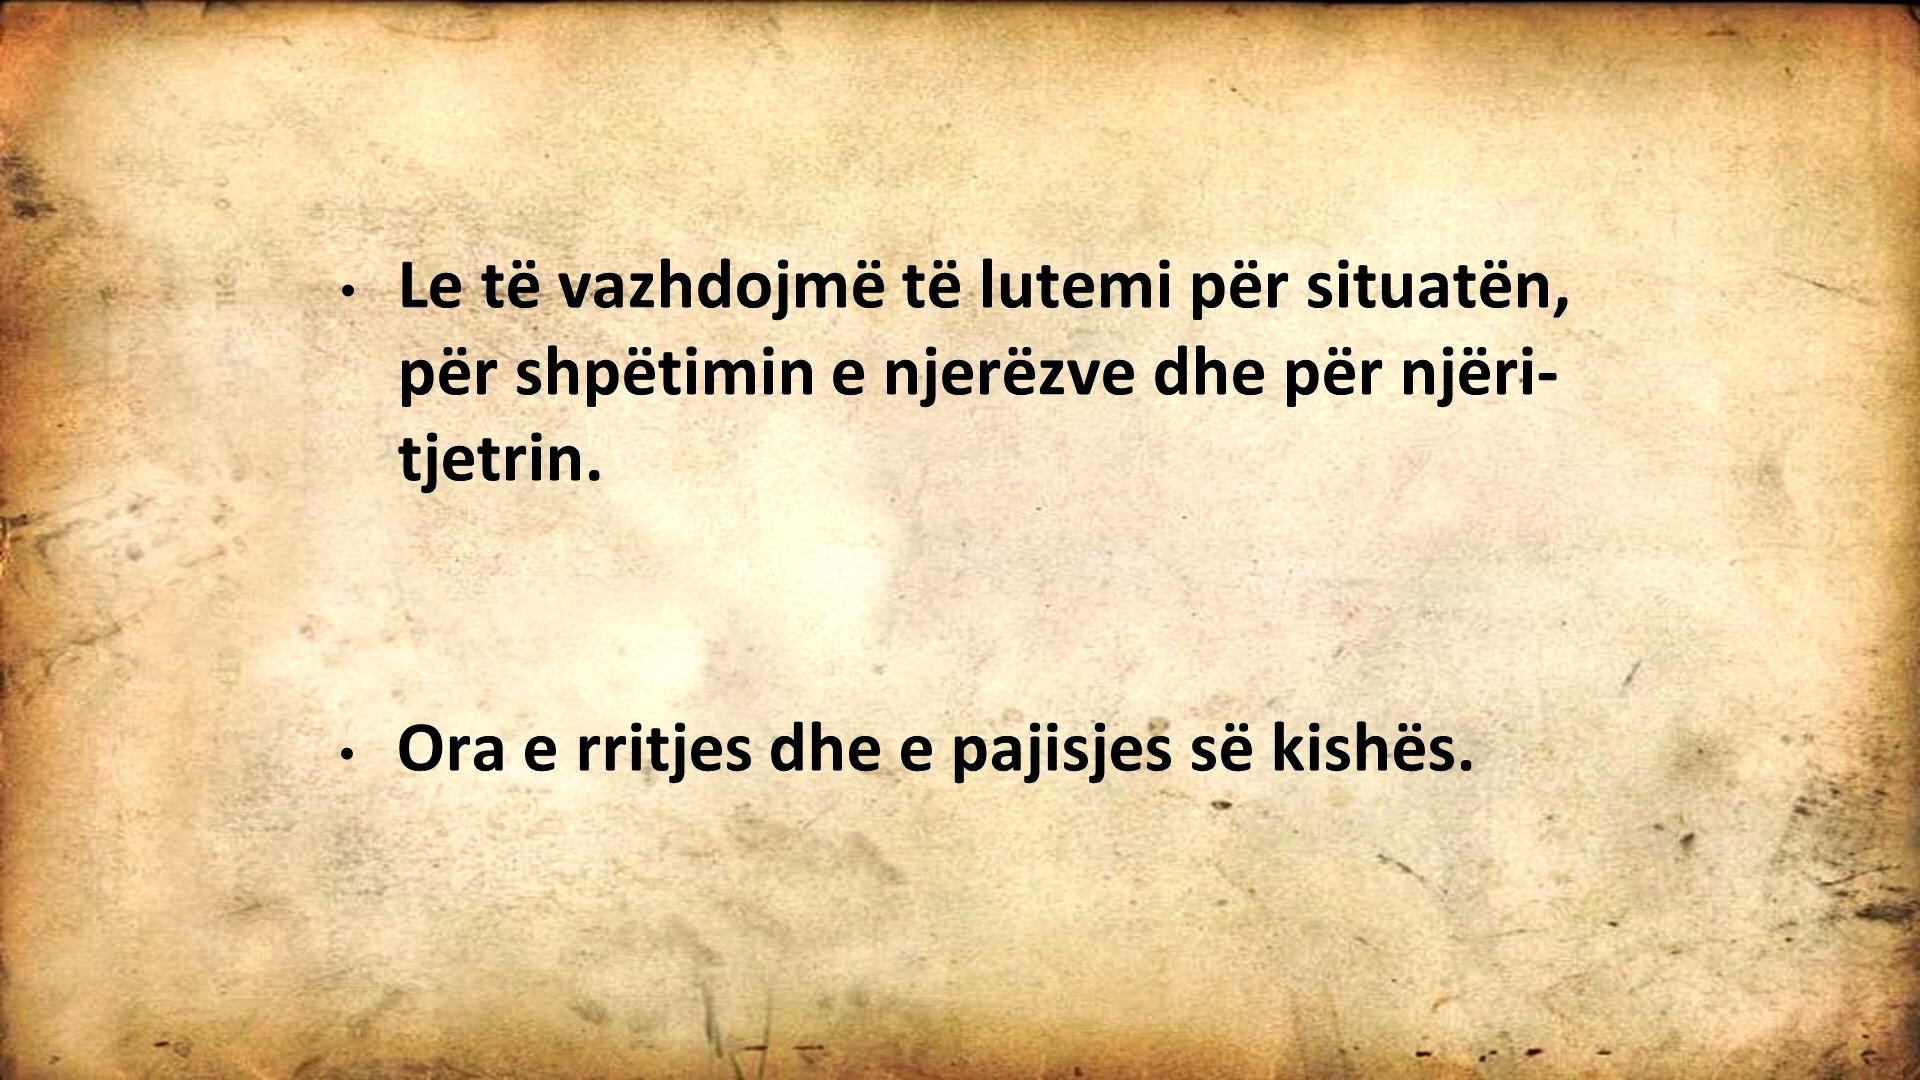 • Le të vazhdojmë të lutemi për situatën,
për shpëtimin e njerëzve dhe për njëri-
tjetrin.
• Ora e rritjes dhe e pajisjes së kishës.